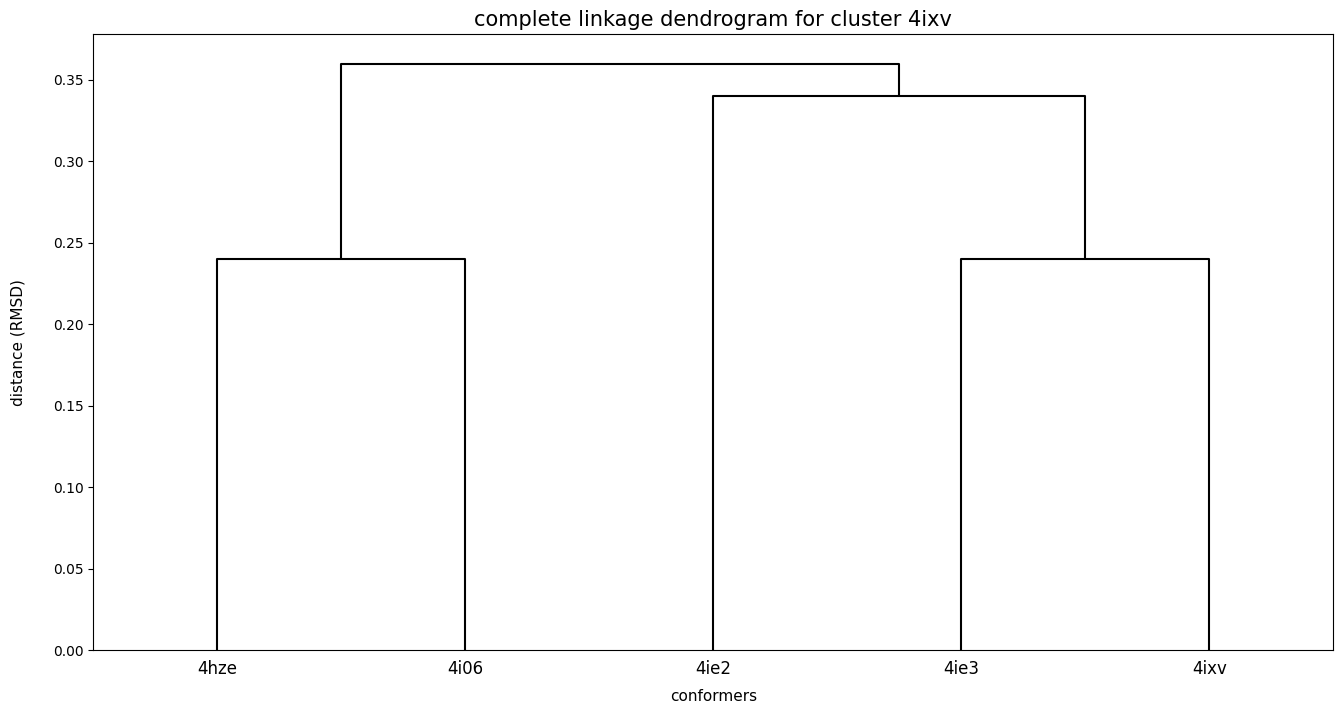 complete linkage dendrogram for cluster 4ixv
0.35
0.30
0.25
0.20
0.15
0.10
0.05
0.00
distance (RMSD)
4hze 4i06 4ie2 4ie3 4ixv
conformers